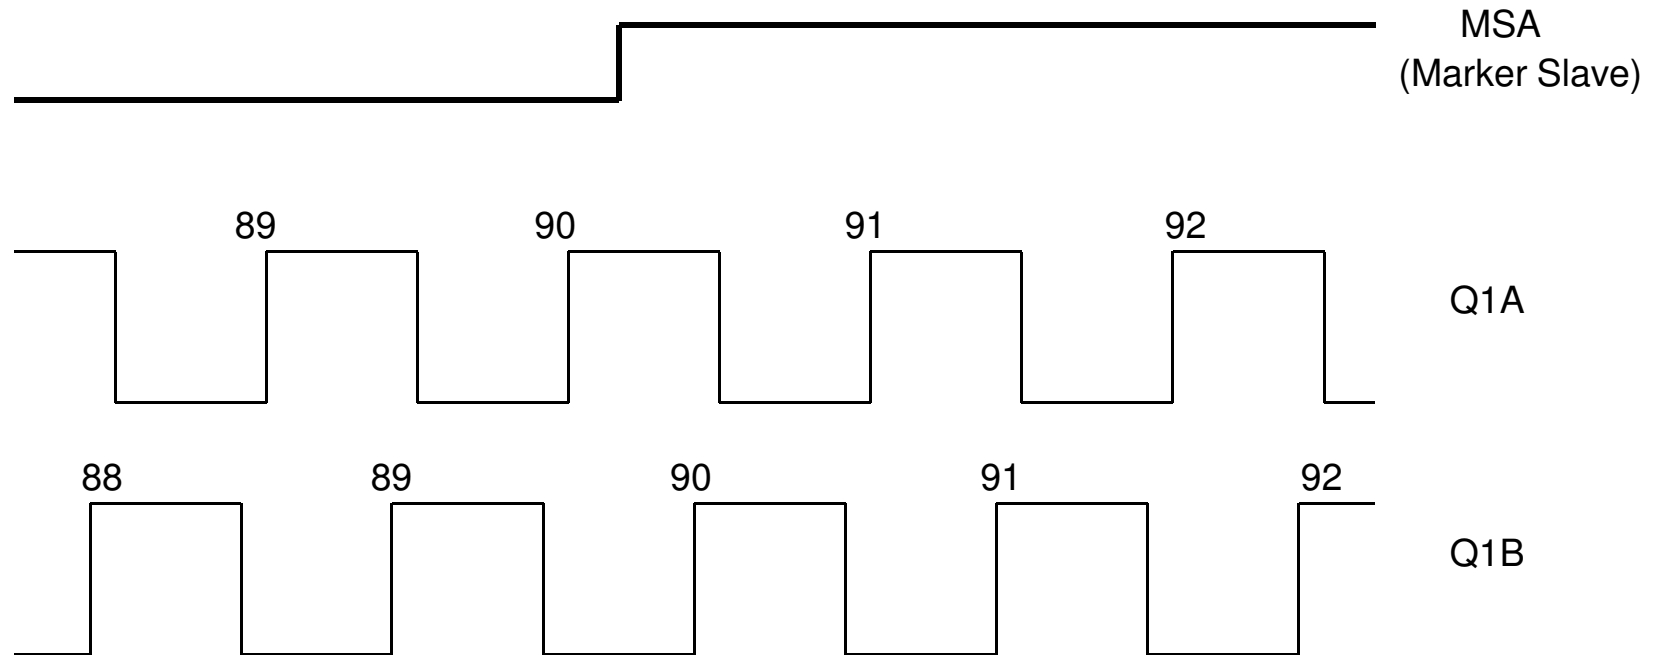 MSA
(Marker Slave)
89 90 91 92
Q1A
88 89 90 91 92
Q1B